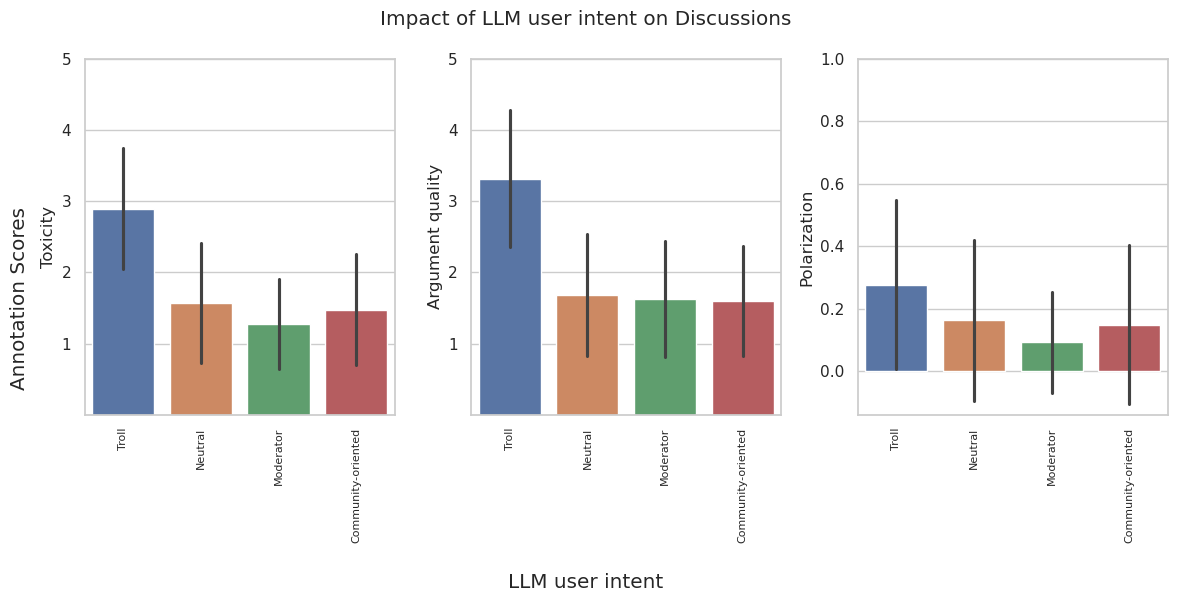 Impact of LLM user intent on Discussions
Annotation Scores
Toxicity
5
4
3
2
1
Troll
Neutral
Moderator
Community-oriented
Argument quality
5
4
3
2
1
Troll
Neutral
Moderator
Community-oriented
Polarization
1.0
0.8
0.6
0.4
0.2
0.0
Troll
Neutral
Moderator
Community-oriented
LLM user intent